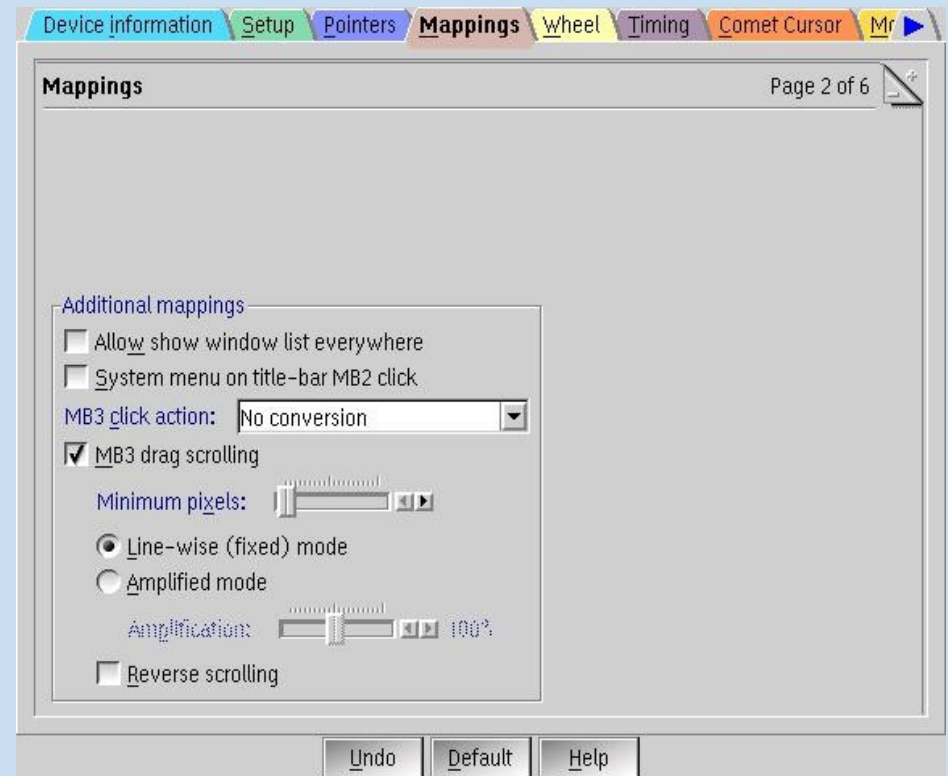 Device information Setup Pointers Mappings Wheel Timing Comet Cursor
Mappings Page 2 of 6
Additional mappings
Allow show window list everywhere
System menu on title-bar MB2 click
MB3 click action: No conversion
MB3 drag scrolling
Minimum pixels:
Line-wise (fixed) mode
Amplified mode
Amplification: 100%
Reverse scrolling
Undo Default Help